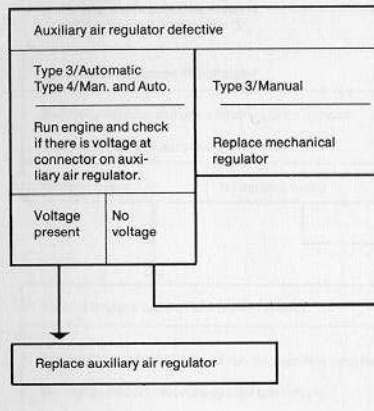 Auxiliary air regulator defective
Type 3/Automatic
Type 4/Man. and Auto.
Run engine and check
if there is voltage at
connector on auxi-
liary air regulator.
Type 3/Manual
Replace mechanical
regulator
Voltage
present
No
voltage
Replace auxiliary air regulator